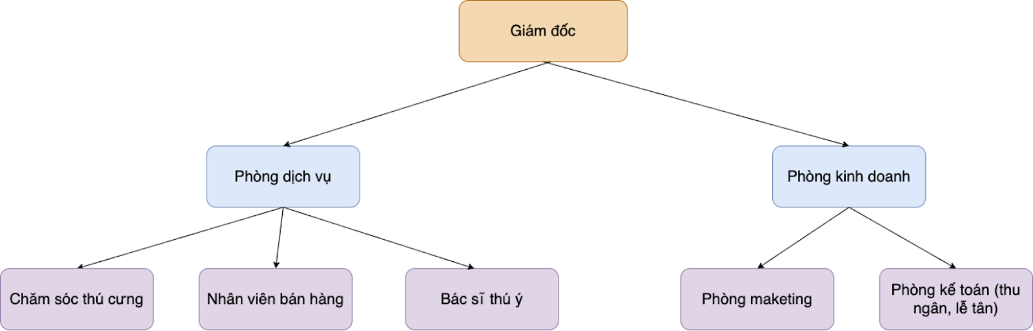 Giám đốc
Phòng dịch vụ
Phòng kinh doanh
Chăm sóc thú cưng
Nhân viên bán hàng
Bác sĩ thú ý
Phòng maketing
Phòng kế toán (thu
ngân, lễ tân)